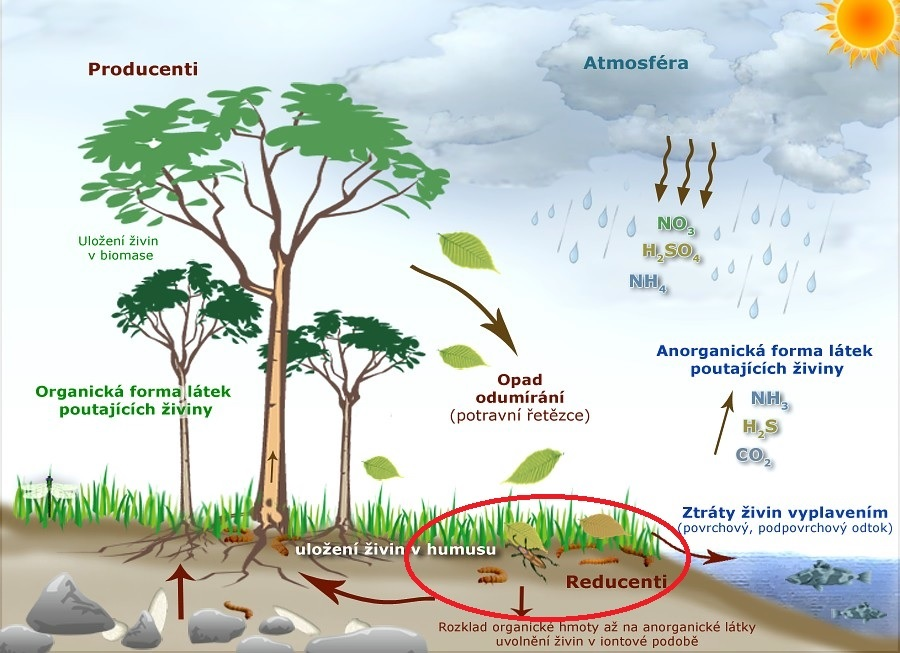 Producenti
Atmosféra
NO3
H2SO4
NH4
Uložení živin
v biomase
Anorganická forma látek
poutající živiny
NH3
H2S
CO2
Organická forma látek
poutajících živiny
Opad
odumírání
(potravní řetězce)
Ztráty živin vyplavením
(povrchový, podpovrchový odtok)
uložení živin v humusu
Reducenti
Rozklad organické hmoty až na anorganické látky
uvolnění živin v iontové podobě